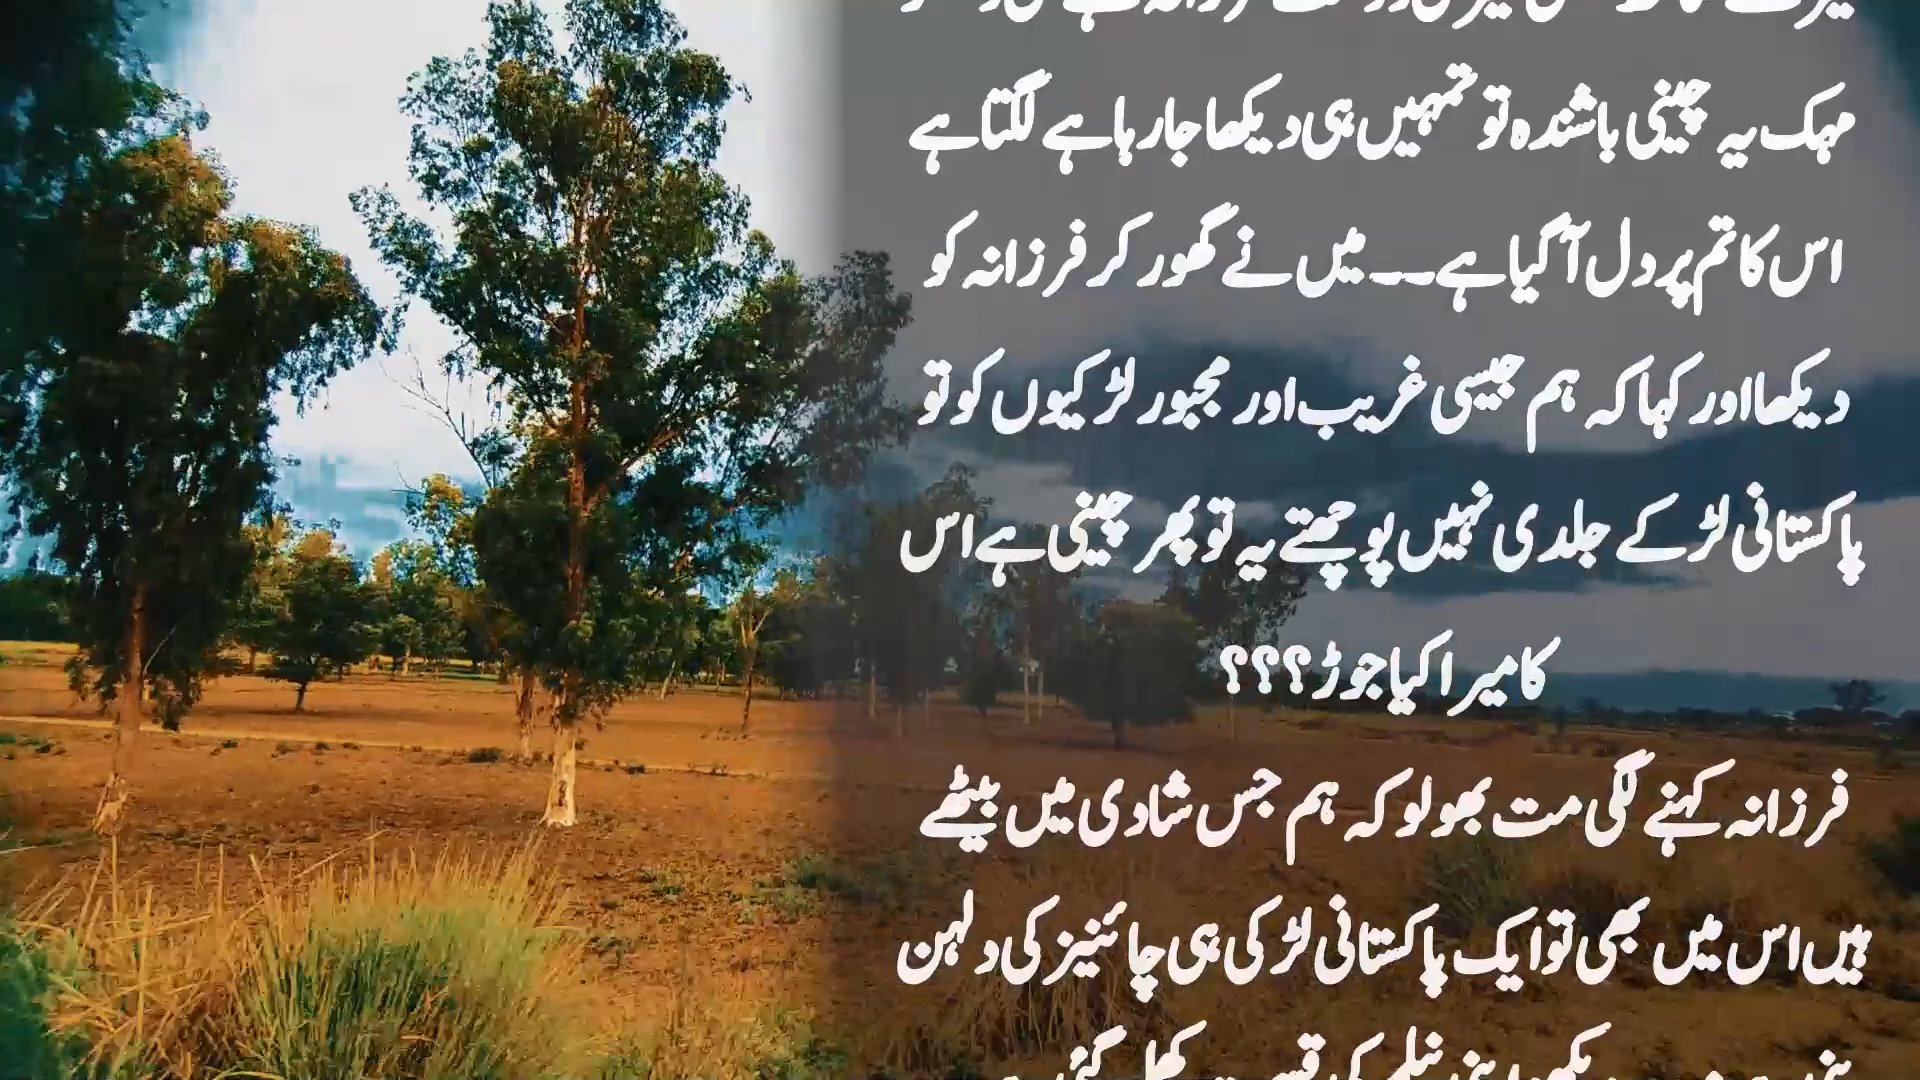 مہک یہ چینی باشندہ تو تمہیں ہی دیکھا جا رہا ہے لگتا ہے
اس کا تم پر دل آ گیا ہے۔۔ میں نے گھور کر فرزانہ کو
دیکھا اور کہا کہ ہم جیسی غریب اور مجبور لڑکیوں کو تو
پاکستانی لڑکے جلدی نہیں پوچھتے یہ تو پھر چینی ہے اس
کا میرا کیا جوڑ؟؟؟
فرزانہ کہنے لگی مت بھولو کہ ہم جس شادی میں بیٹھے
ہیں اس میں بھی تو ایک پاکستانی لڑکی ہی چائنیز کی دلہن